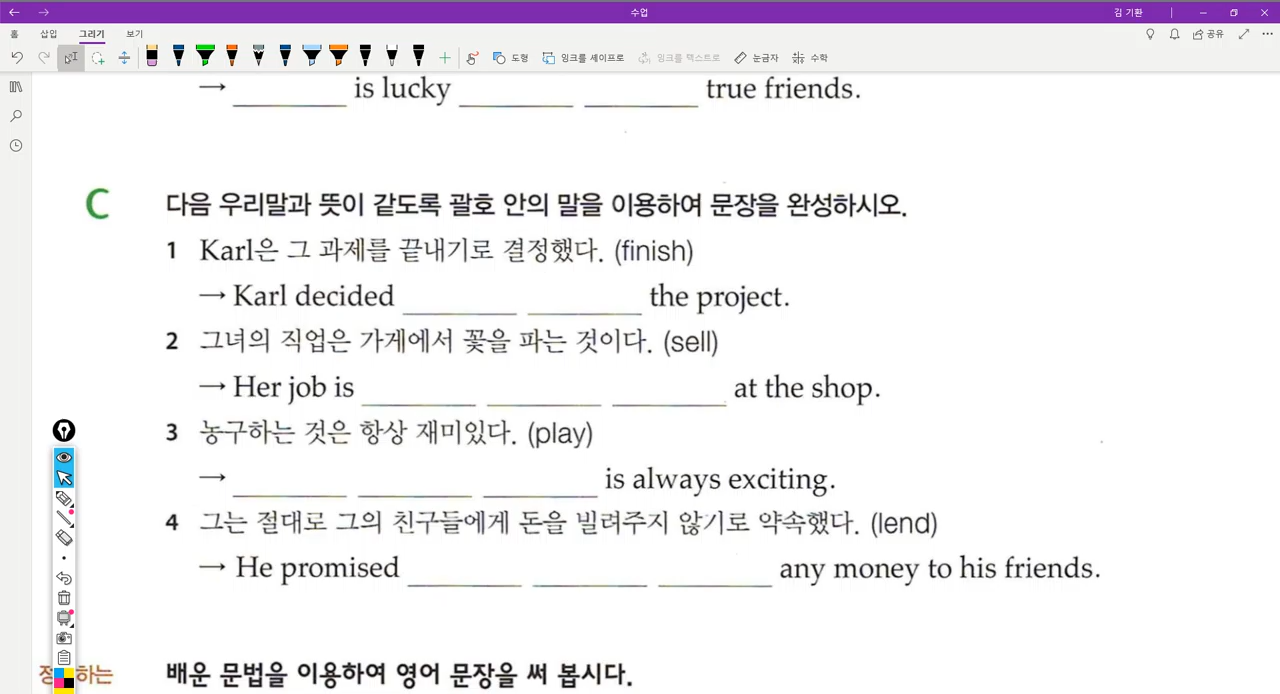 수업
김 기환
홈 삽입 그리기 보기
공유
도형 잉크를 셰이프로 잉크를 텍스트로 눈금자 수학
→ ________ is lucky ________ ________ true friends.
C 다음 우리말과 뜻이 같도록 괄호 안의 말을 이용하여 문장을 완성하시오.
1 Karl은 그 과제를 끝내기로 결정했다. (finish)
→ Karl decided ________ ________ the project.
2 그녀의 직업은 가게에서 꽃을 파는 것이다. (sell)
→ Her job is ________ ________ ________ at the shop.
3 농구하는 것은 항상 재미있다. (play)
→ ________ ________ ________ is always exciting.
4 그는 절대로 그의 친구들에게 돈을 빌려주지 않기로 약속했다. (lend)
→ He promised ________ ________ ________ any money to his friends.
하는 배운 문법을 이용하여 영어 문장을 써 봅시다.